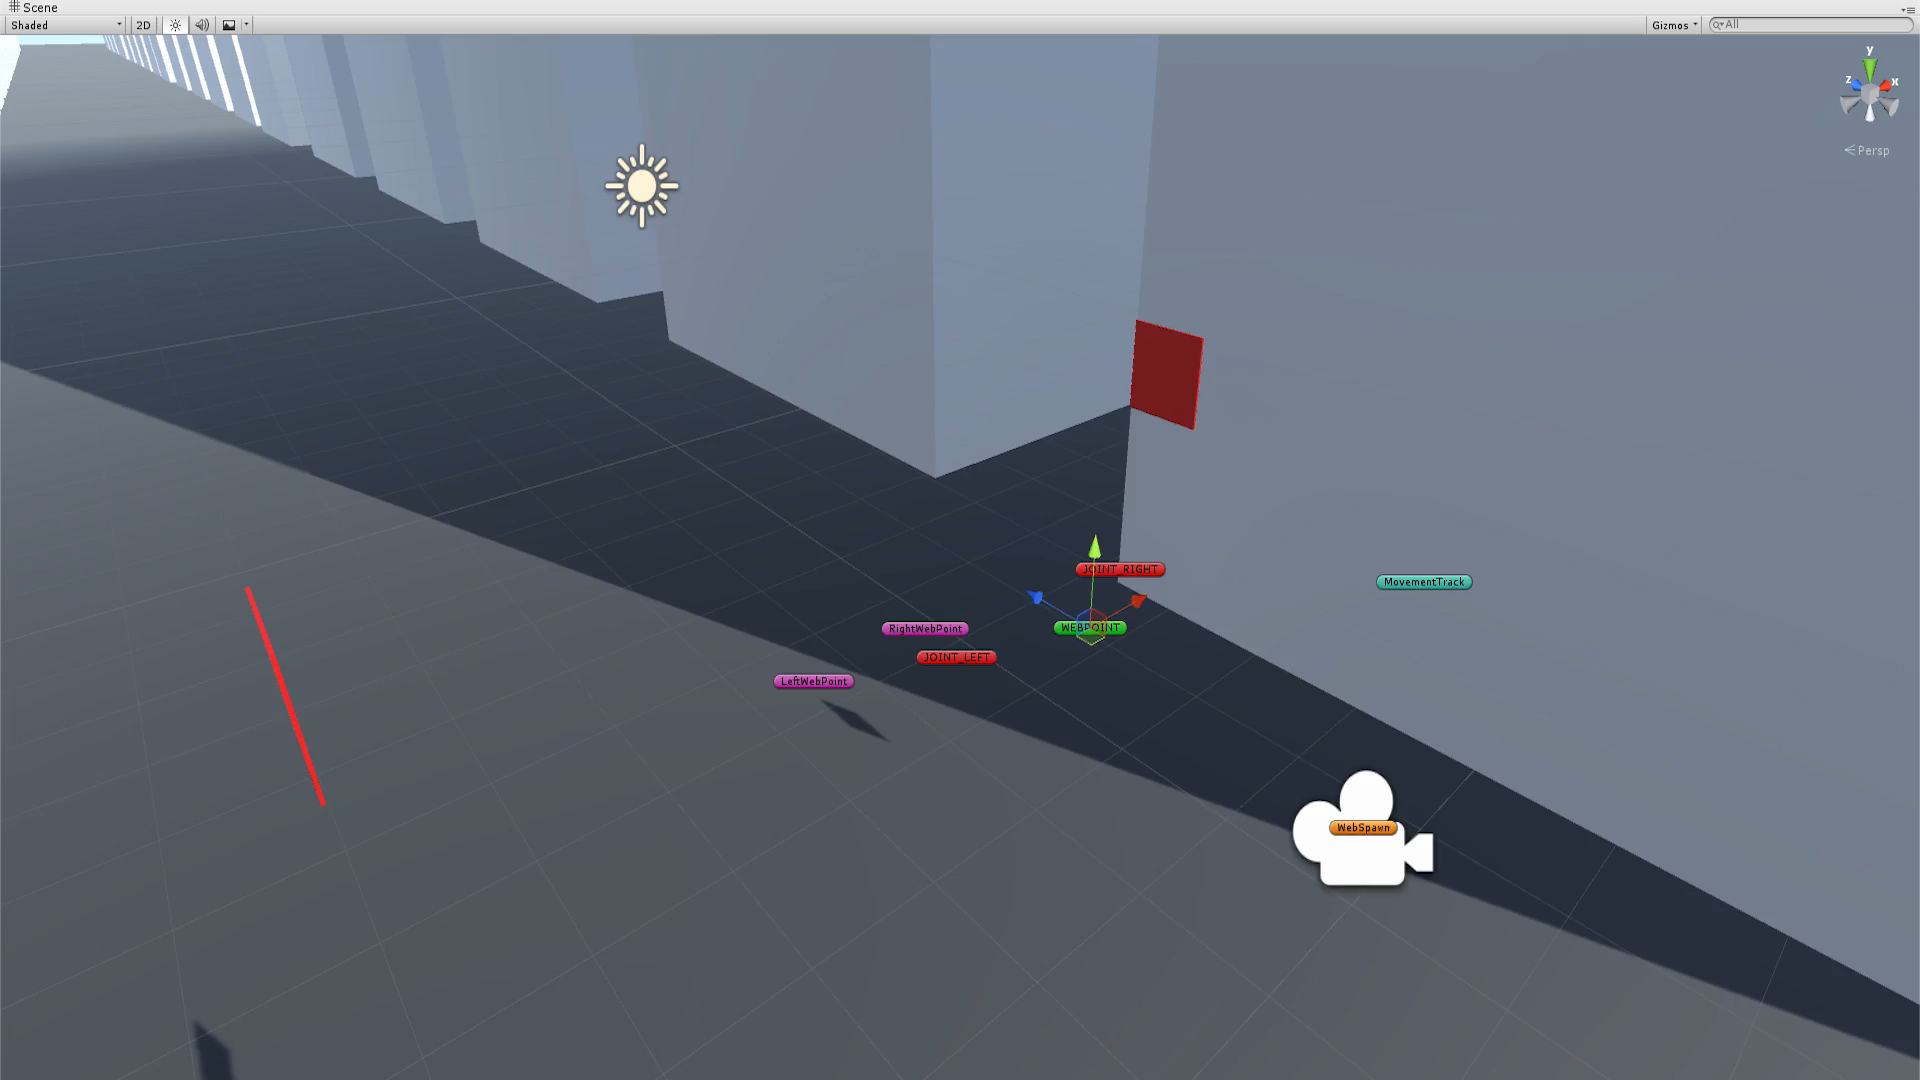 Scene
Shaded 2D Gizmos All
y
z x
Persp
JOINT_RIGHT
MovementTrack
RightWebPoint WEBPOINT
JOINT_LEFT
LeftWebPoint
WebSpawn